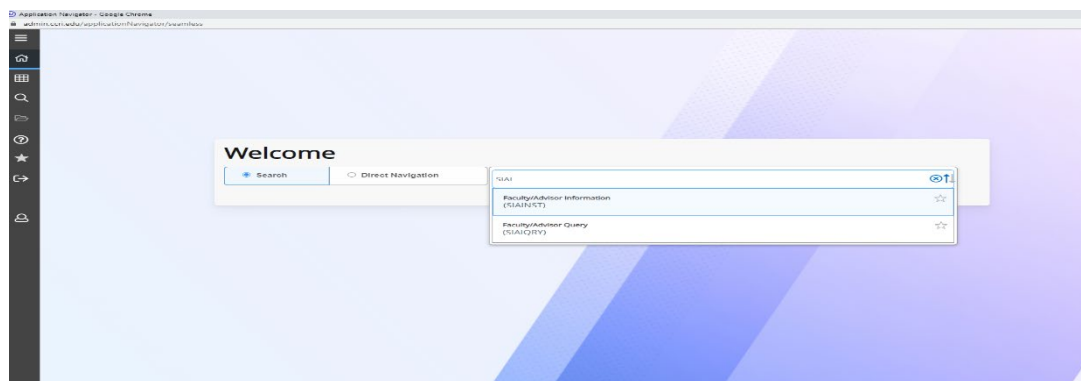 Application Navigator - Google Chrome
admin.ccri.edu/applicationNavigator/seamless
Welcome
Search
Direct Navigation
SIAI
Faculty/Advisor Information
(SIAINST)
Faculty/Advisor Query
(SIAIQRY)